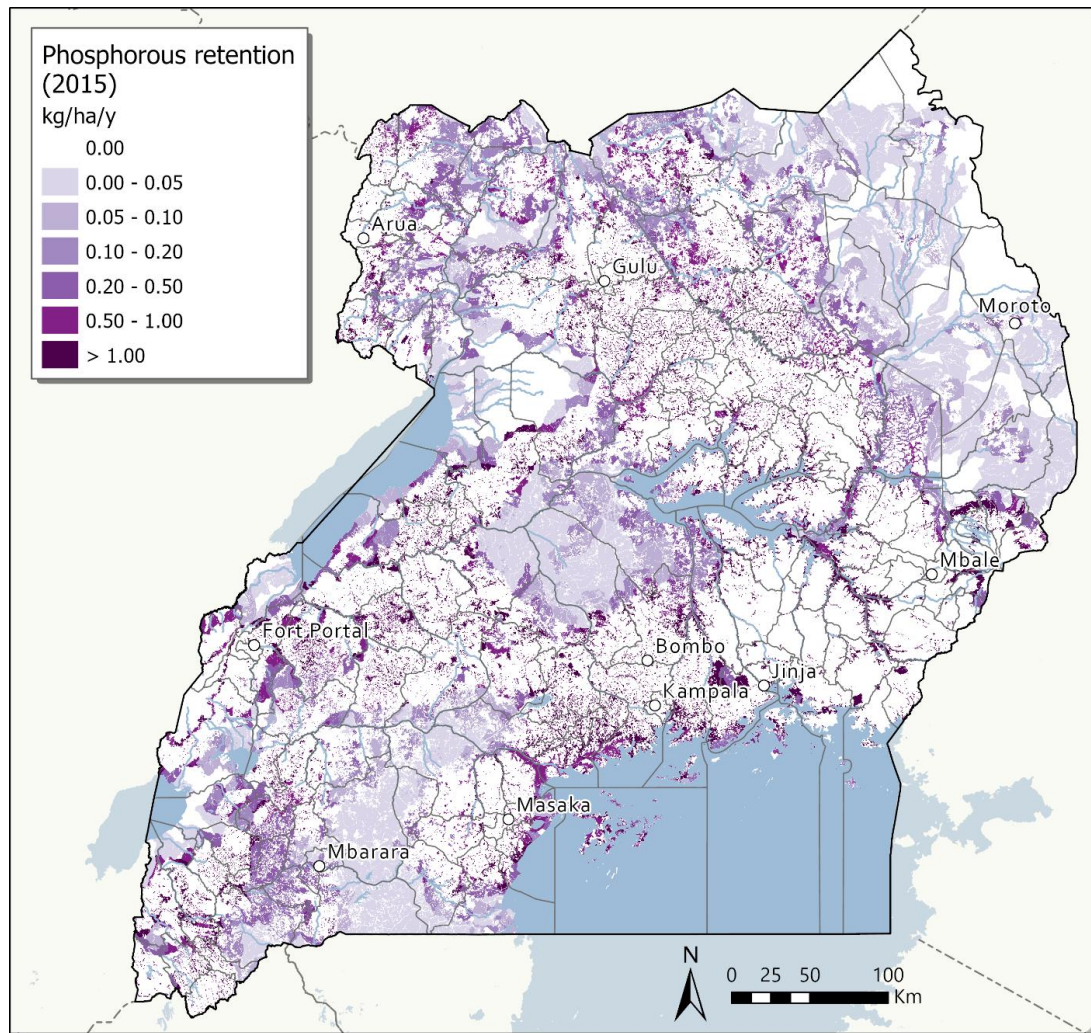 Phosphorous retention
(2015)
kg/ha/y
0.00
0.00 - 0.05
0.05 - 0.10
0.10 - 0.20
0.20 - 0.50
0.50 - 1.00
> 1.00
Arua
Gulu
Moroto
Mbale
Fort Portal
Bombo
Jinja
Kampala
Masaka
Mbarara
N
0 25 50 100
Km